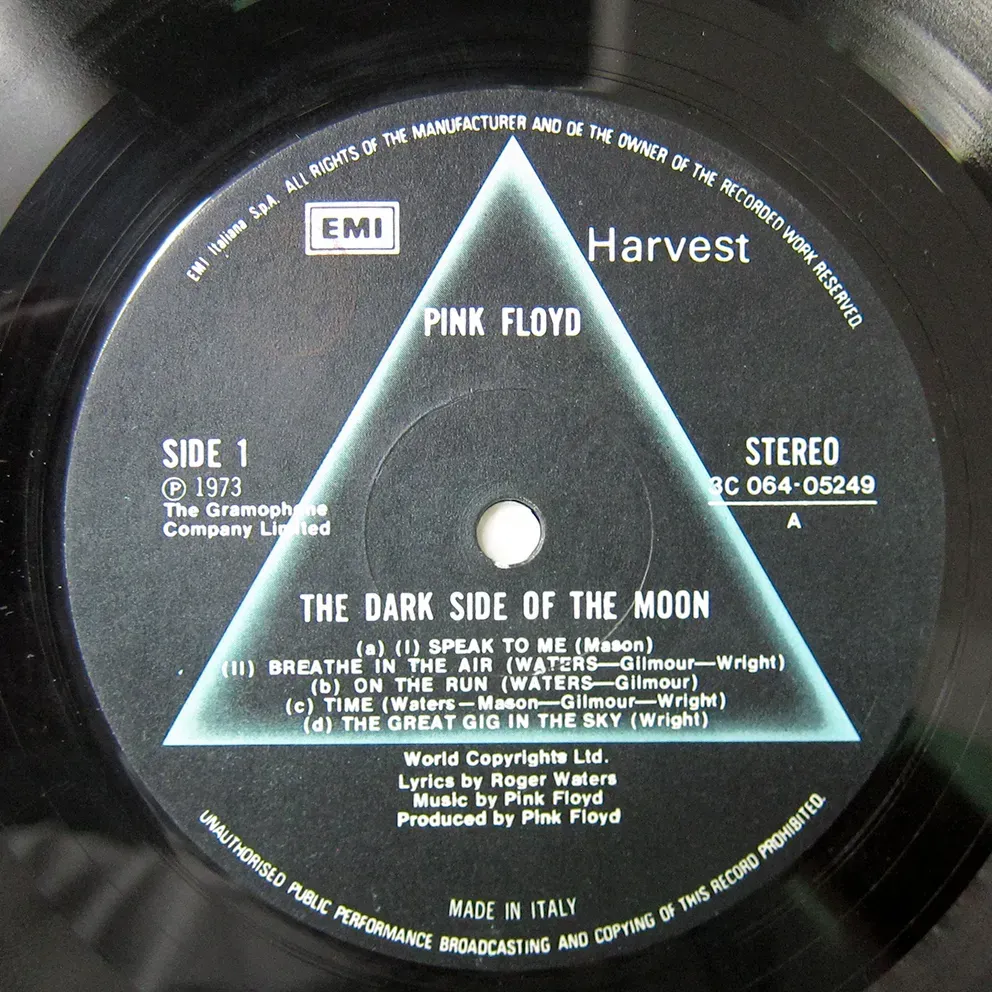 EMI Italiana S.p.A. ALL RIGHTS OF THE MANUFACTURER AND OE THE OWNER OF THE RECORDED WORK RESERVED.
EMI
Harvest
PINK FLOYD
SIDE 1
Ⓟ 1973
The Gramophone
Company Limited
STEREO
3C 064-05249
A
THE DARK SIDE OF THE MOON
(a) (I) SPEAK TO ME (Mason)
(II) BREATHE IN THE AIR (WATERS—Gilmour—Wright)
(b) ON THE RUN (WATERS—Gilmour)
(c) TIME (Waters—Mason—Gilmour—Wright)
(d) THE GREAT GIG IN THE SKY (Wright)
World Copyrights Ltd.
Lyrics by Roger Waters
Music by Pink Floyd
Produced by Pink Floyd
MADE IN ITALY
UNAUTHORISED PUBLIC PERFORMANCE BROADCASTING AND COPYING OF THIS RECORD PROHIBITED.